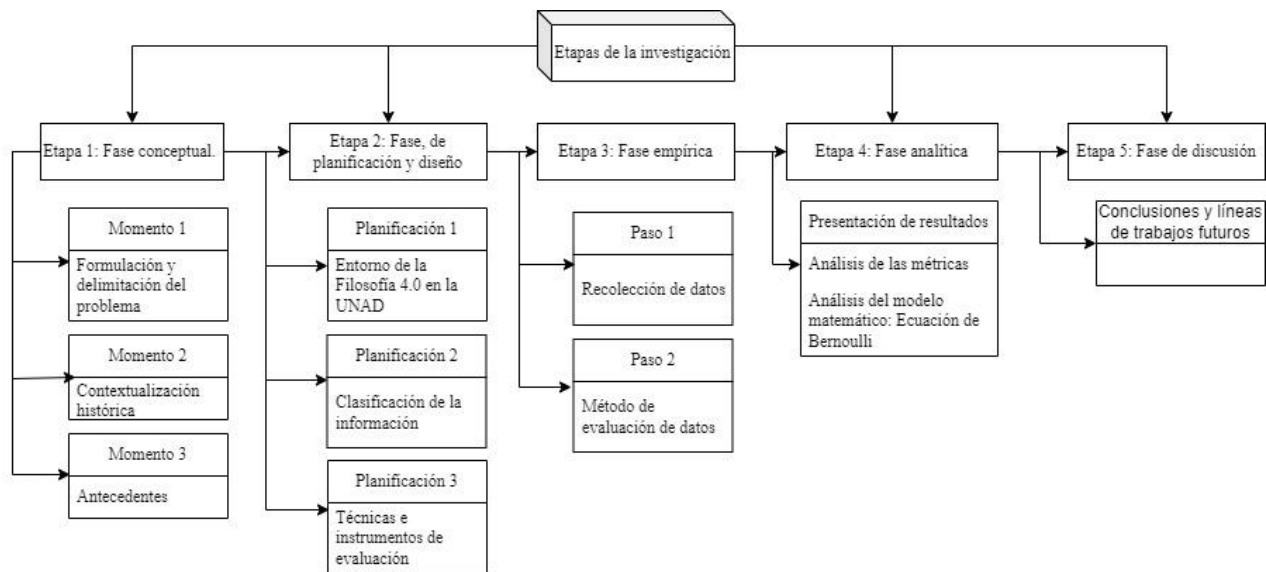 Etapas de la investigación
Etapa 1: Fase conceptual.
Momento 1
Formulación y
delimitación del
problema
Momento 2
Contextualización
histórica
Momento 3
Antecedentes
Etapa 2: Fase, de
planificación y diseño
Planificación 1
Entorno de la
Filosofía 4.0 en la
UNAD
Planificación 2
Clasificación de la
información
Planificación 3
Técnicas e
instrumentos de
evaluación
Etapa 3: Fase empírica
Paso 1
Recolección de datos
Paso 2
Método de
evaluación de datos
Etapa 4: Fase analítica
Presentación de resultados
Análisis de las métricas
Análisis del modelo
matemático: Ecuación de
Bernoulli
Etapa 5: Fase de discusión
Conclusiones y líneas
de trabajos futuros